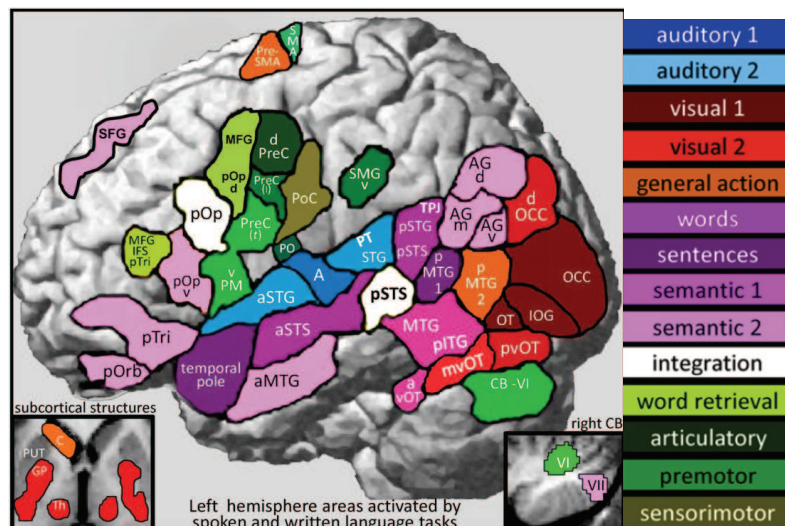 S
M
A
Pre-
SMA
SFG
MFG
pOp
d
d
PreC
PreC
(l)
PoC
SMG
v
pOp
PreC
(t)
PO
MFG
IFS
pTri
pOp
v
v
PM
AG
d
AG
m
AG
v
d
OCC
TPJ
pSTG
pSTS
PT
STG
A
aSTG
p
MTG
1
p
MTG
2
OCC
pSTS
aSTS
OT
IOG
MTG
pITG
pTri
pOrb
temporal
pole
aMTG
mvOT
pvOT
a
vOT
CB -VI
subcortical structures
C
PUT
GP
Th
right CB
VI
VII
Left hemisphere areas activated by
spoken and written language tasks
auditory 1
auditory 2
visual 1
visual 2
general action
words
sentences
semantic 1
semantic 2
integration
word retrieval
articulatory
premotor
sensorimotor